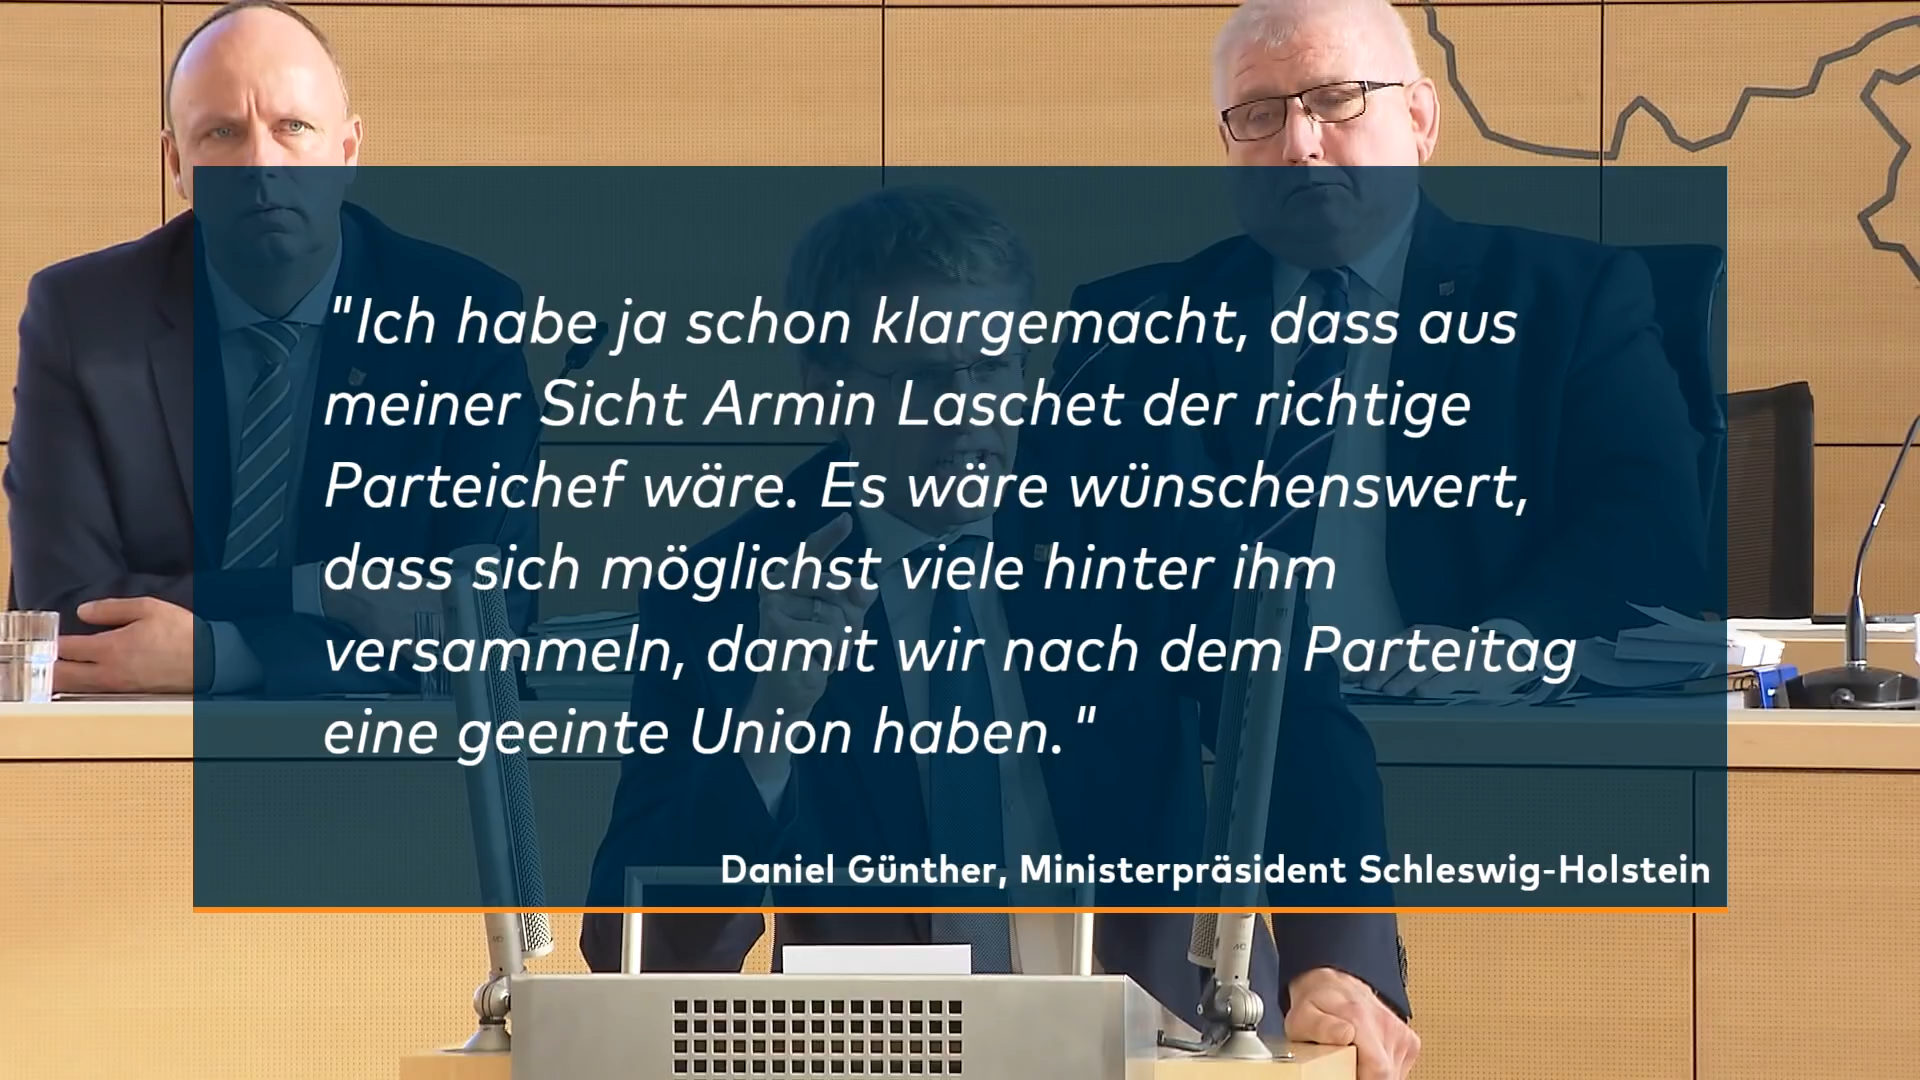 "Ich habe ja schon klargemacht, dass aus
meiner Sicht Armin Laschet der richtige
Parteichef wäre. Es wäre wünschenswert,
dass sich möglichst viele hinter ihm
versammeln, damit wir nach dem Parteitag
eine geeinte Union haben."
Daniel Günther, Ministerpräsident Schleswig-Holstein